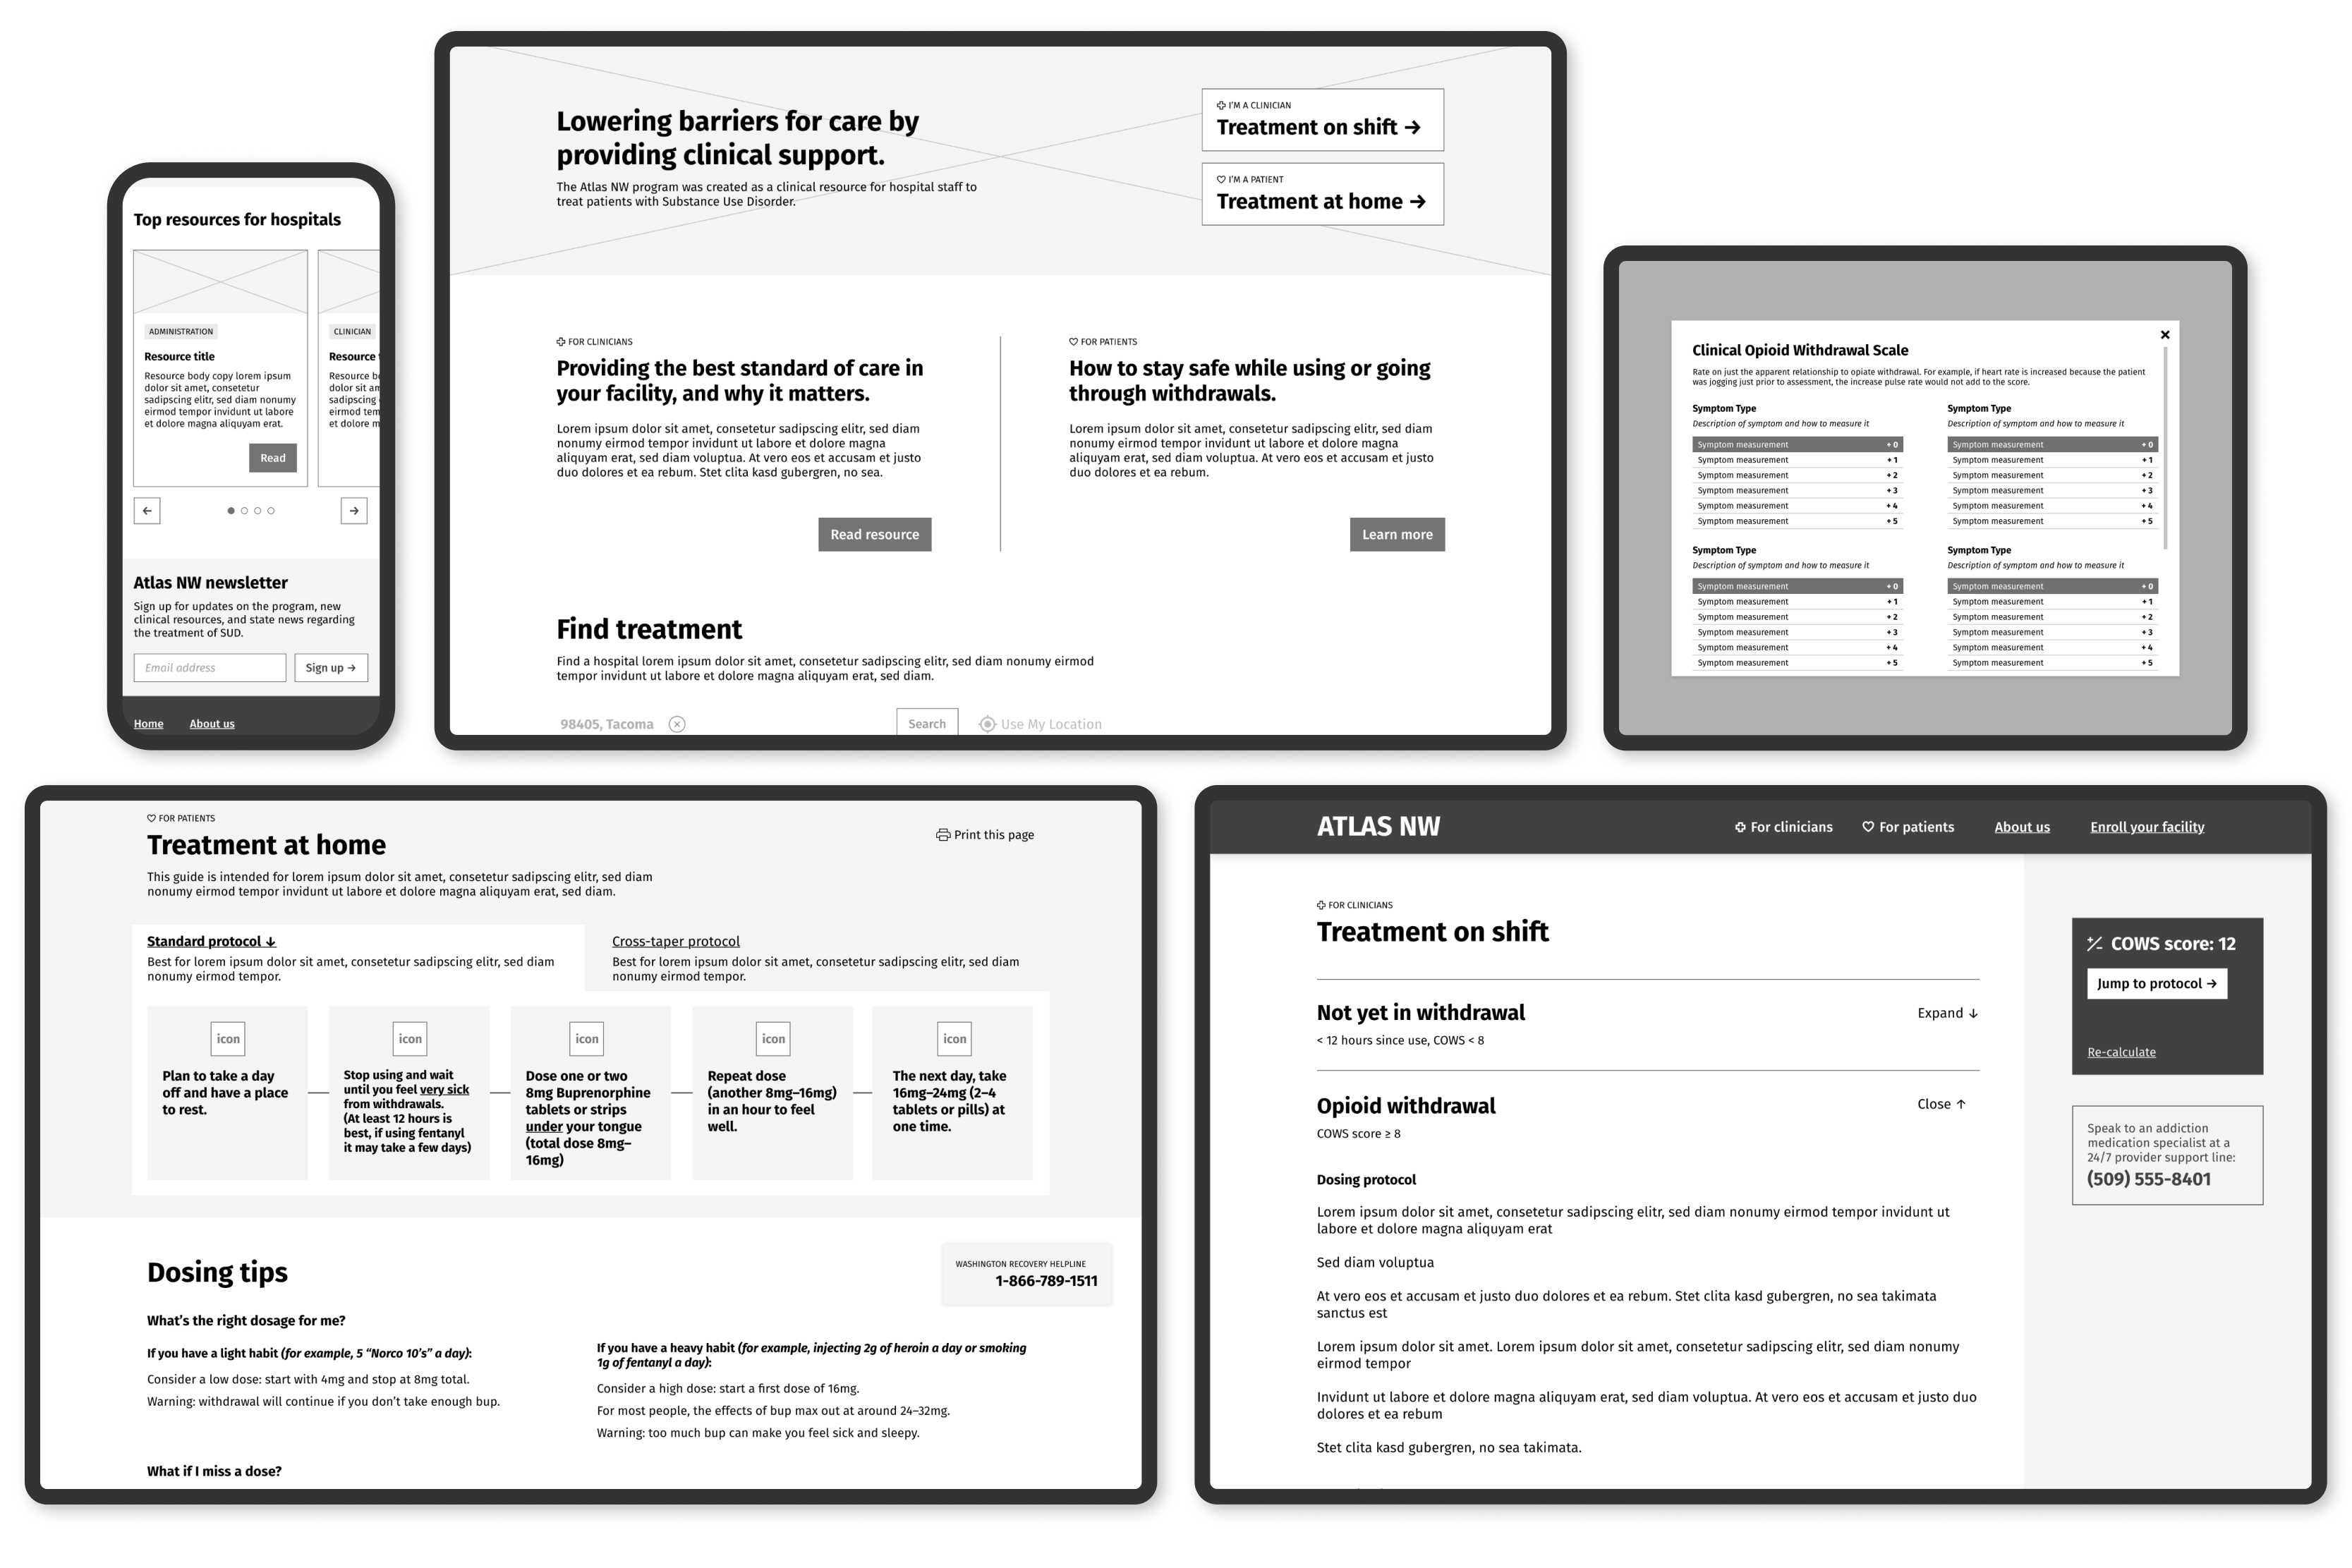 Top resources for hospitals
ADMINISTRATION
Resource title
Resource body copy lorem ipsum
dolor sit amet, consetetur
sadipscing elitr, sed diam nonumy
eirmod tempor invidunt ut labore
et dolore magna aliquyam erat.
Read
CLINICIAN
Resource
Resource
dolor sit
sadipscing
eirmod
et dolore
Atlas NW newsletter
Sign up for updates on the program, new
clinical resources, and state news regarding
the treatment of SUD.
Email address
Sign up →
Home
About us
Lowering barriers for care by
providing clinical support.
The Atlas NW program was created as a clinical resource for hospital staff to
treat patients with Substance Use Disorder.
I'M A CLINICIAN
Treatment on shift →
I'M A PATIENT
Treatment at home →
FOR CLINICIANS
Providing the best standard of care in
your facility, and why it matters.
Lorem ipsum dolor sit amet, consetetur sadipscing elitr, sed diam
nonumy eirmod tempor invidunt ut labore et dolore magna
aliquyam erat, sed diam voluptua. At vero eos et accusam et justo
duo dolores et ea rebum. Stet clita kasd gubergren, no sea.
Read resource
FOR PATIENTS
How to stay safe while using or going
through withdrawals.
Lorem ipsum dolor sit amet, consetetur sadipscing elitr, sed diam
nonumy eirmod tempor invidunt ut labore et dolore magna
aliquyam erat, sed diam voluptua. At vero eos et accusam et justo
duo dolores et ea rebum.
Learn more
Find treatment
Find a hospital lorem ipsum dolor sit amet, consetetur sadipscing elitr, sed diam nonumy eirmod
tempor invidunt ut labore et dolore magna aliquyam erat, sed diam.
98405, Tacoma
Search
Use My Location
Clinical Opioid Withdrawal Scale
Rate on just the apparent relationship to opiate withdrawal. For example, if heart rate is increased because the patient
was jogging just prior to assessment, the increase pulse rate would not add to the score.
Symptom Type
Description of symptom and how to measure it
Symptom measurement + 0
Symptom measurement + 1
Symptom measurement + 2
Symptom measurement + 3
Symptom measurement + 4
Symptom measurement + 5
Symptom Type
Description of symptom and how to measure it
Symptom measurement + 0
Symptom measurement + 1
Symptom measurement + 2
Symptom measurement + 3
Symptom measurement + 4
Symptom measurement + 5
Symptom Type
Description of symptom and how to measure it
Symptom measurement + 0
Symptom measurement + 1
Symptom measurement + 2
Symptom measurement + 3
Symptom measurement + 4
Symptom measurement + 5
Symptom Type
Description of symptom and how to measure it
Symptom measurement + 0
Symptom measurement + 1
Symptom measurement + 2
Symptom measurement + 3
Symptom measurement + 4
Symptom measurement + 5
FOR PATIENTS
Treatment at home
Print this page
This guide is intended for lorem ipsum dolor sit amet, consetetur sadipscing elitr, sed diam
nonumy eirmod tempor invidunt ut labore et dolore magna aliquyam erat, sed diam.
Standard protocol ↓
Best for lorem ipsum dolor sit amet, consetetur sadipscing elitr, sed diam
nonumy eirmod tempor.
Cross-taper protocol
Best for lorem ipsum dolor sit amet, consetetur sadipscing elitr, sed diam
nonumy eirmod tempor.
icon
Plan to take a day
off and have a place
to rest.
icon
Stop using and wait
until you feel very sick
from withdrawals.
(At least 12 hours is
best, if using fentanyl
it may take a few days)
icon
Dose one or two
8mg Buprenorphine
tablets or strips
under your tongue
(total dose 8mg–
16mg)
icon
Repeat dose
(another 8mg–16mg)
in an hour to feel
well.
icon
The next day, take
16mg–24mg (2–4
tablets or pills) at
one time.
Dosing tips
WASHINGTON RECOVERY HELPLINE
1-866-789-1511
What's the right dosage for me?
If you have a light habit (for example, 5 “Norco 10’s” a day):
Consider a low dose: start with 4mg and stop at 8mg total.
Warning: withdrawal will continue if you don’t take enough bup.
If you have a heavy habit (for example, injecting 2g of heroin a day or smoking
1g of fentanyl a day):
Consider a high dose: start a first dose of 16mg.
For most people, the effects of bup max out at around 24–32mg.
Warning: too much bup can make you feel sick and sleepy.
What if I miss a dose?
ATLAS NW
For clinicians
For patients
About us
Enroll your facility
FOR CLINICIANS
Treatment on shift
Not yet in withdrawal
Expand ↓
< 12 hours since use, COWS < 8
Opioid withdrawal
Close ↑
COWS score ≥ 8
Dosing protocol
Lorem ipsum dolor sit amet, consetetur sadipscing elitr, sed diam nonumy eirmod tempor invidunt ut
labore et dolore magna aliquyam erat
Sed diam voluptua
At vero eos et accusam et justo duo dolores et ea rebum. Stet clita kasd gubergren, no sea takimata
sanctus est
Lorem ipsum dolor sit amet. Lorem ipsum dolor sit amet, consetetur sadipscing elitr, sed diam nonumy
eirmod tempor
Invidunt ut labore et dolore magna aliquyam erat, sed diam voluptua. At vero eos et accusam et justo duo
dolores et ea rebum
Stet clita kasd gubergren, no sea takimata.
COWS score: 12
Jump to protocol →
Re-calculate
Speak to an addiction
medication specialist at a
24/7 provider support line:
(509) 555-8401